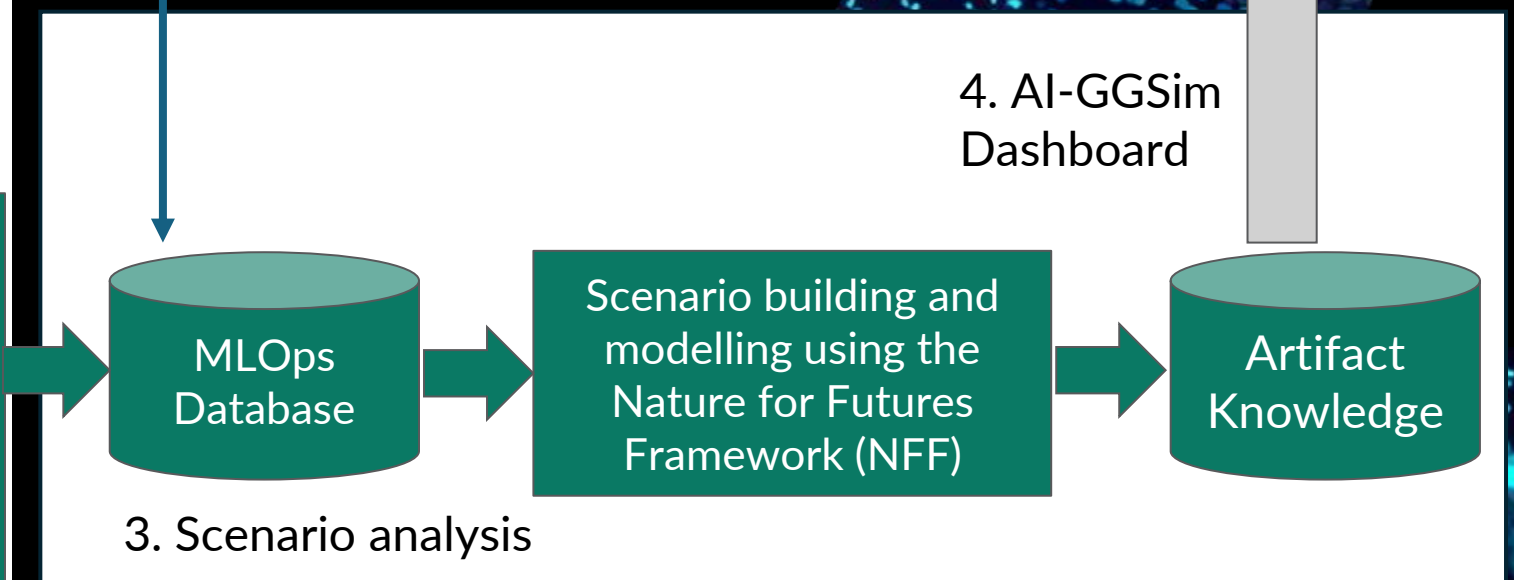 4. AI-GGSim
Dashboard
MLOps
Database
Scenario building and
modelling using the
Nature for Futures
Framework (NFF)
Artifact
Knowledge
3. Scenario analysis